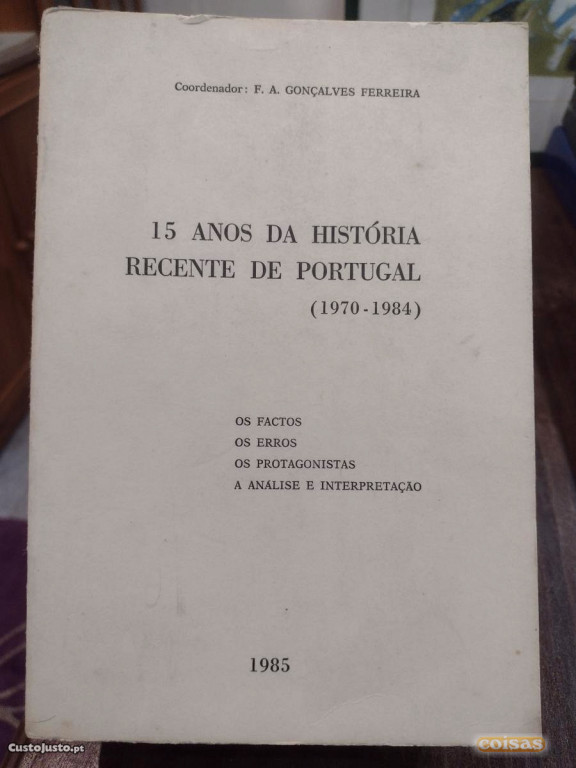 Coordenador: F. A. GONÇALVES FERREIRA
15 ANOS DA HISTÓRIA
RECENTE DE PORTUGAL
(1970-1984)
OS FACTOS
OS ERROS
OS PROTAGONISTAS
A ANÁLISE E INTERPRETAÇÃO
1985
CustoJusto.pt
coisas